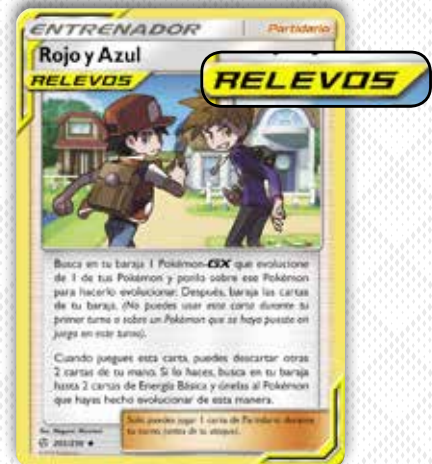 ENTRENADOR
Partidario
Rojo y Azul
RELEVOS
RELEVOS
Busca en tu baraja 1 Pokémon-GX que evolucione
de 1 de tus Pokémon y ponlo sobre ese Pokémon
para hacerlo evolucionar. Después, baraja las cartas
de tu baraja. (No puedes usar esta carta durante tu
primer turno o sobre un Pokémon que se haya puesto en
juego en este turno).
Cuando juegues esta carta, puedes descartar otras
2 cartas de tu mano. Si lo haces, busca en tu baraja
hasta 2 cartas de Energía Básica y únelas al Pokémon
que hayas hecho evolucionar de esta manera.
Solo puedes jugar 1 carta de Partidario durante
tu turno (antes de tu ataque).